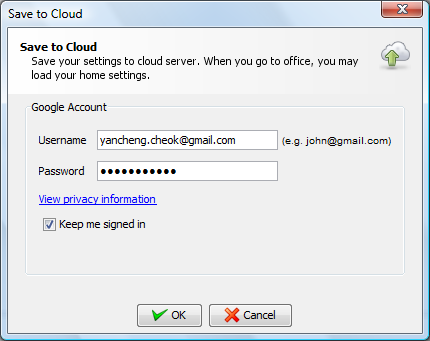 Save to Cloud
Save to Cloud
Save your settings to cloud server. When you go to office, you may
load your home settings.
Google Account
Username yancheng.cheok@gmail.com (e.g. john@gmail.com)
Password ●●●●●●●●●●●
View privacy information
Keep me signed in
OK Cancel